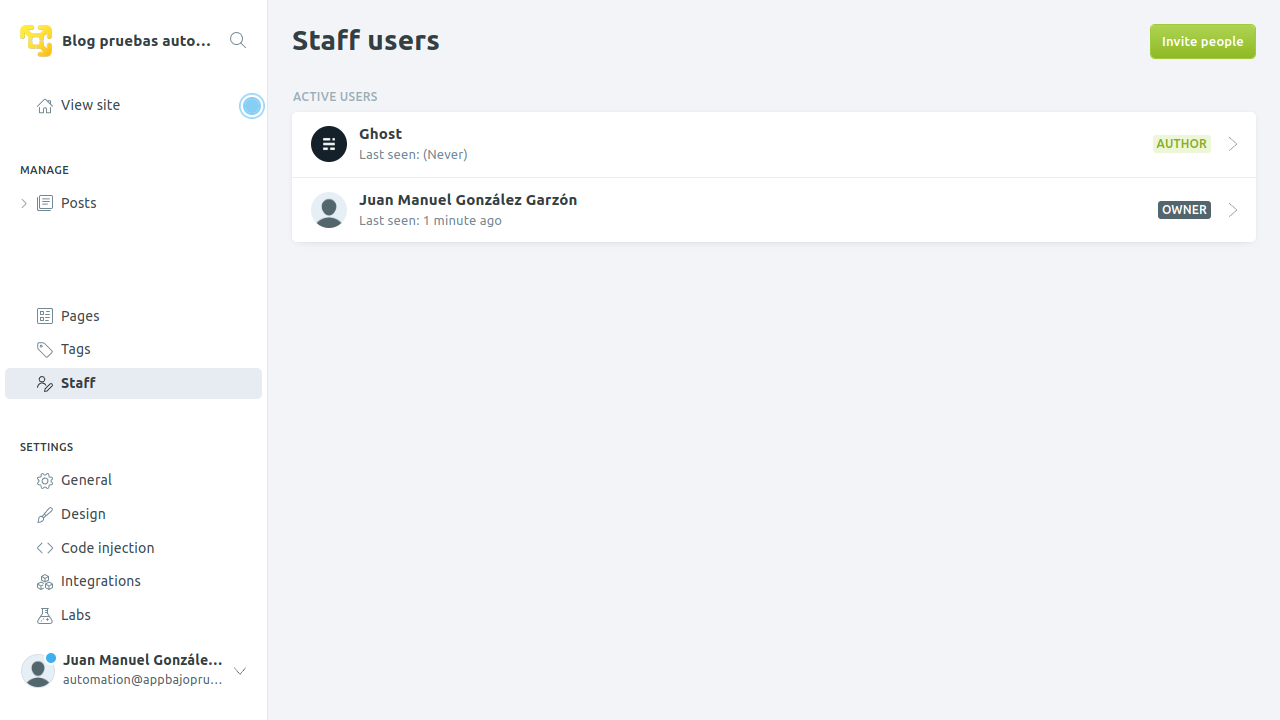 Blog pruebas auto...
View site
MANAGE
Posts
Pages
Tags
Staff
SETTINGS
General
Design
Code injection
Integrations
Labs
Juan Manuel Gonzále...
automation@appbajopru...
Staff users
Invite people
ACTIVE USERS
Ghost
Last seen: (Never)
AUTHOR
Juan Manuel González Garzón
Last seen: 1 minute ago
OWNER